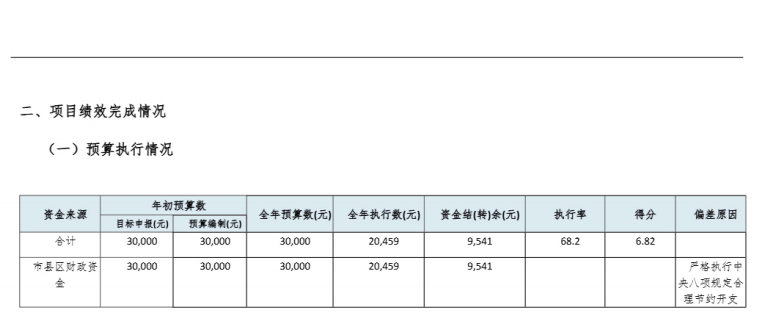 二、项目绩效完成情况
（一）预算执行情况
资金来源 年初预算数 全年预算数(元) 全年执行数(元) 资金结(转)余(元) 执行率 得分 偏差原因
目标申报(元) 预算编制(元)
合计 30,000 30,000 30,000 20,459 9,541 68.2 6.82
市县区财政资 30,000 30,000 30,000 20,459 9,541 严格执行中
金 央八项规定合
理节约开支